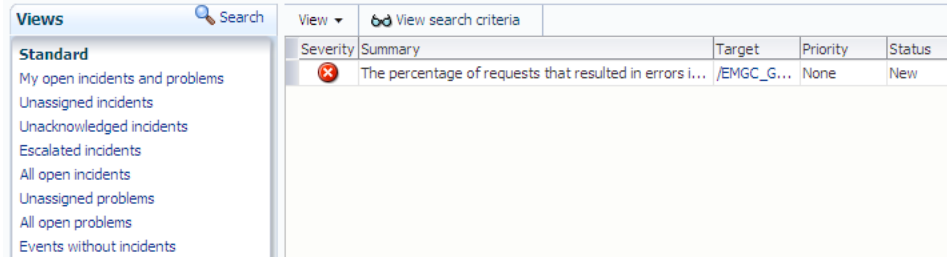 Views Search
Standard
My open incidents and problems
Unassigned incidents
Unacknowledged incidents
Escalated incidents
All open incidents
Unassigned problems
All open problems
Events without incidents
View View search criteria
Severity Summary Target Priority Status
The percentage of requests that resulted in errors i... /EMGC_G... None New